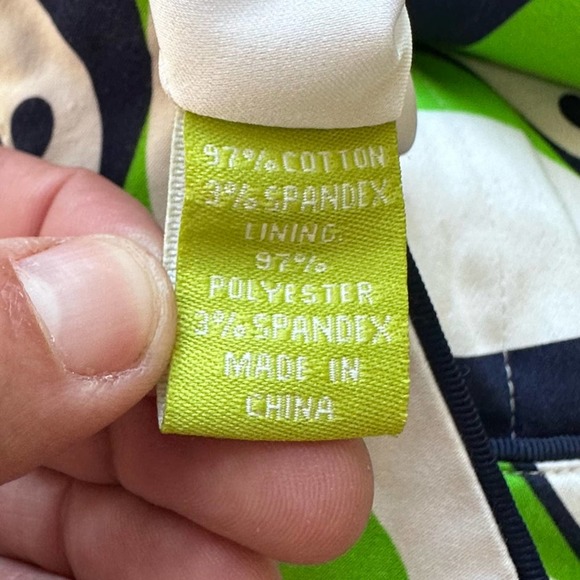 97% COTTON
3% SPANDEX
LINING:
97%
POLYESTER
3% SPANDEX
MADE IN
CHINA